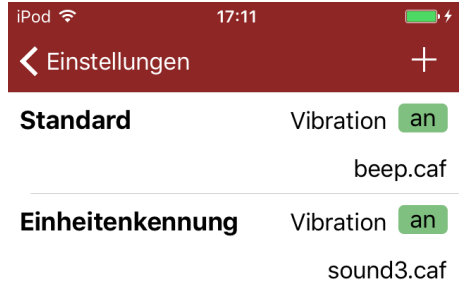 iPod 17:11
Einstellungen +
Standard Vibration an
beep.caf
Einheitenkennung Vibration an
sound3.caf